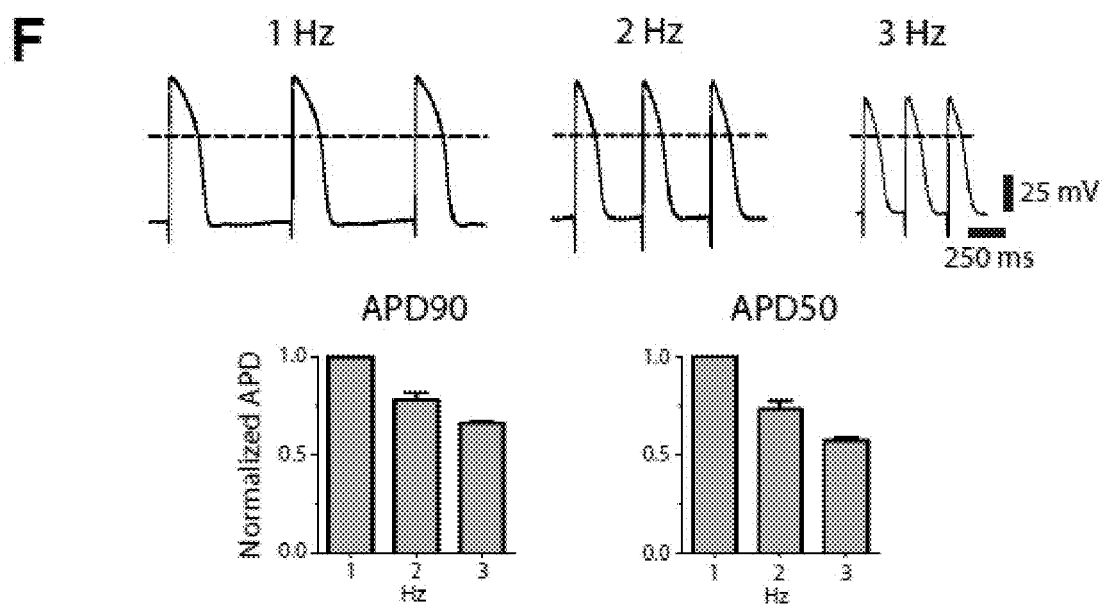 F
1 Hz 2 Hz 3 Hz
25 mV
250 ms
APD90 APD50
Normalized APD
1.0 1.0
0.5 0.5
0.0 0.0
1 2 3 1 2 3
Hz Hz